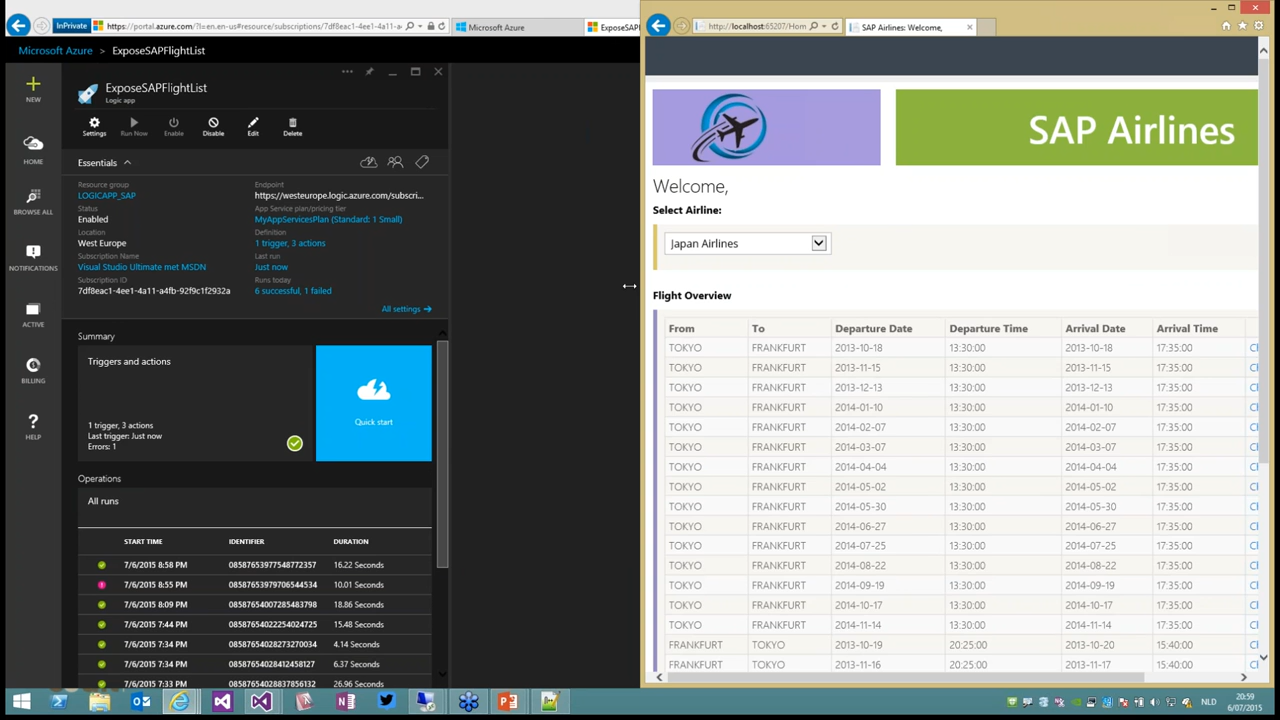 InPrivate
https://portal.azure.com/?l=en.en-us#resource/subscriptions/7df8eac1-4ee1-4a11-a
Microsoft Azure
ExposeSAPFl
Microsoft Azure > ExposeSAPFlightList
NEW
HOME
BROWSE ALL
NOTIFICATIONS
ACTIVE
BILLING
HELP
ExposeSAPFlightList
Logic app
Settings Run Now Enable Disable Edit Delete
Essentials
Resource group
LOGICAPP_SAP
Status
Enabled
Location
West Europe
Subscription Name
Visual Studio Ultimate met MSDN
Subscription ID
7df8eac1-4ee1-4a11-a4fb-92f9c1f2932a
Endpoint
https://westeurope.logic.azure.com/subscri...
App Service plan/pricing tier
MyAppServicesPlan (Standard: 1 Small)
Definition
1 trigger, 3 actions
Last run
Just now
Runs today
6 successful, 1 failed
All settings →
Summary
Triggers and actions
1 trigger, 3 actions
Last trigger: Just now
Errors: 1
Quick start
Operations
All runs
START TIME IDENTIFIER DURATION
7/6/2015 8:58 PM 08587653977548772357 16.22 Seconds
7/6/2015 8:55 PM 08587653979706544534 10.01 Seconds
7/6/2015 8:09 PM 08587654007285483798 18.86 Seconds
7/6/2015 7:44 PM 08587654022254024725 15.48 Seconds
7/6/2015 7:34 PM 08587654028273270034 4.14 Seconds
7/6/2015 7:34 PM 08587654028412458127 6.37 Seconds
7/6/2015 7:33 PM 08587654028837856132 26.96 Seconds
http://localhost:65207/Hom
SAP Airlines: Welcome,
SAP Airlines
Welcome,
Select Airline:
Japan Airlines
Flight Overview
From To Departure Date Departure Time Arrival Date Arrival Time
TOKYO FRANKFURT 2013-10-18 13:30:00 2013-10-18 17:35:00
TOKYO FRANKFURT 2013-11-15 13:30:00 2013-11-15 17:35:00
TOKYO FRANKFURT 2013-12-13 13:30:00 2013-12-13 17:35:00
TOKYO FRANKFURT 2014-01-10 13:30:00 2014-01-10 17:35:00
TOKYO FRANKFURT 2014-02-07 13:30:00 2014-02-07 17:35:00
TOKYO FRANKFURT 2014-03-07 13:30:00 2014-03-07 17:35:00
TOKYO FRANKFURT 2014-04-04 13:30:00 2014-04-04 17:35:00
TOKYO FRANKFURT 2014-05-02 13:30:00 2014-05-02 17:35:00
TOKYO FRANKFURT 2014-05-30 13:30:00 2014-05-30 17:35:00
TOKYO FRANKFURT 2014-06-27 13:30:00 2014-06-27 17:35:00
TOKYO FRANKFURT 2014-07-25 13:30:00 2014-07-25 17:35:00
TOKYO FRANKFURT 2014-08-22 13:30:00 2014-08-22 17:35:00
TOKYO FRANKFURT 2014-09-19 13:30:00 2014-09-19 17:35:00
TOKYO FRANKFURT 2014-10-17 13:30:00 2014-10-17 17:35:00
TOKYO FRANKFURT 2014-11-14 13:30:00 2014-11-14 17:35:00
FRANKFURT TOKYO 2013-10-19 20:25:00 2013-10-20 15:40:00
FRANKFURT TOKYO 2013-11-16 20:25:00 2013-11-17 15:40:00
NLD
20:59
6/07/2015